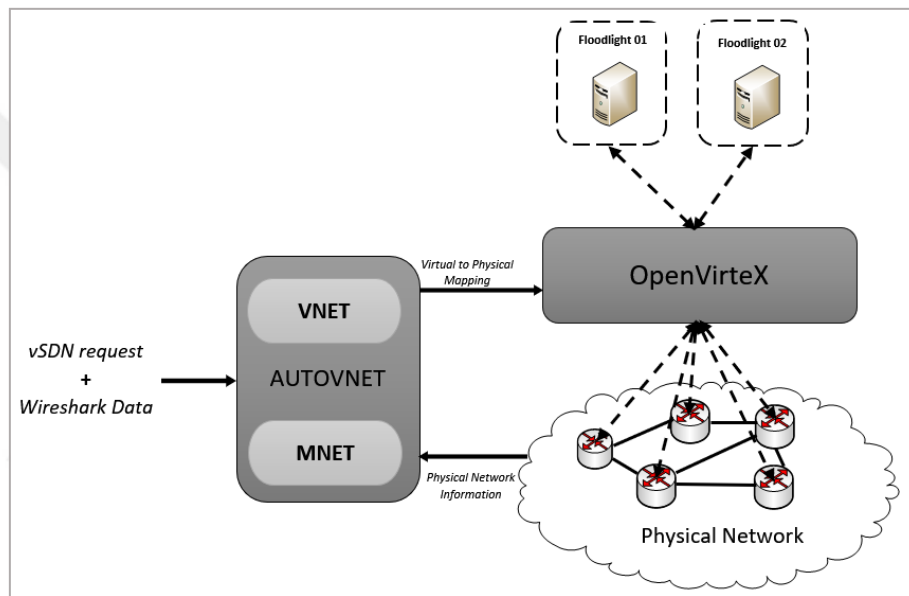 Floodlight 01
Floodlight 02
OpenVirteX
Virtual to Physical
Mapping
VNET
AUTOVNET
MNET
vSDN request
+
Wireshark Data
Physical Network
Information
Physical Network